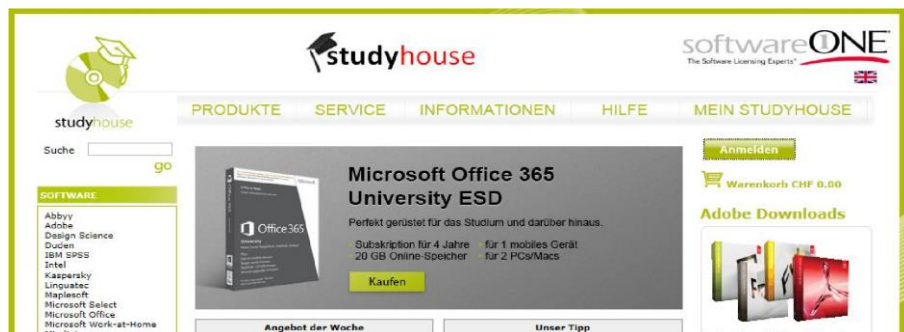 studyhouse
softwareONE
The Software Licensing Experts
studyhouse
PRODUKTE SERVICE INFORMATIONEN HILFE MEIN STUDYHOUSE
Suche
go
Anmelden
Warenkorb CHF 0.00
SOFTWARE
Abbyy
Adobe
Design Science
Duden
IBM SPSS
Intel
Kaspersky
Linguatec
Maplesoft
Microsoft Select
Microsoft Office
Microsoft Work-at-Home
Office 365
Microsoft Office 365
University ESD
Perfekt gerüstet für das Studium und darüber hinaus.
Subskription für 4 Jahre für 1 mobiles Gerät
20 GB Online-Speicher für 2 PCs/Macs
Kaufen
Adobe Downloads
Angebot der Woche
Unser Tipp